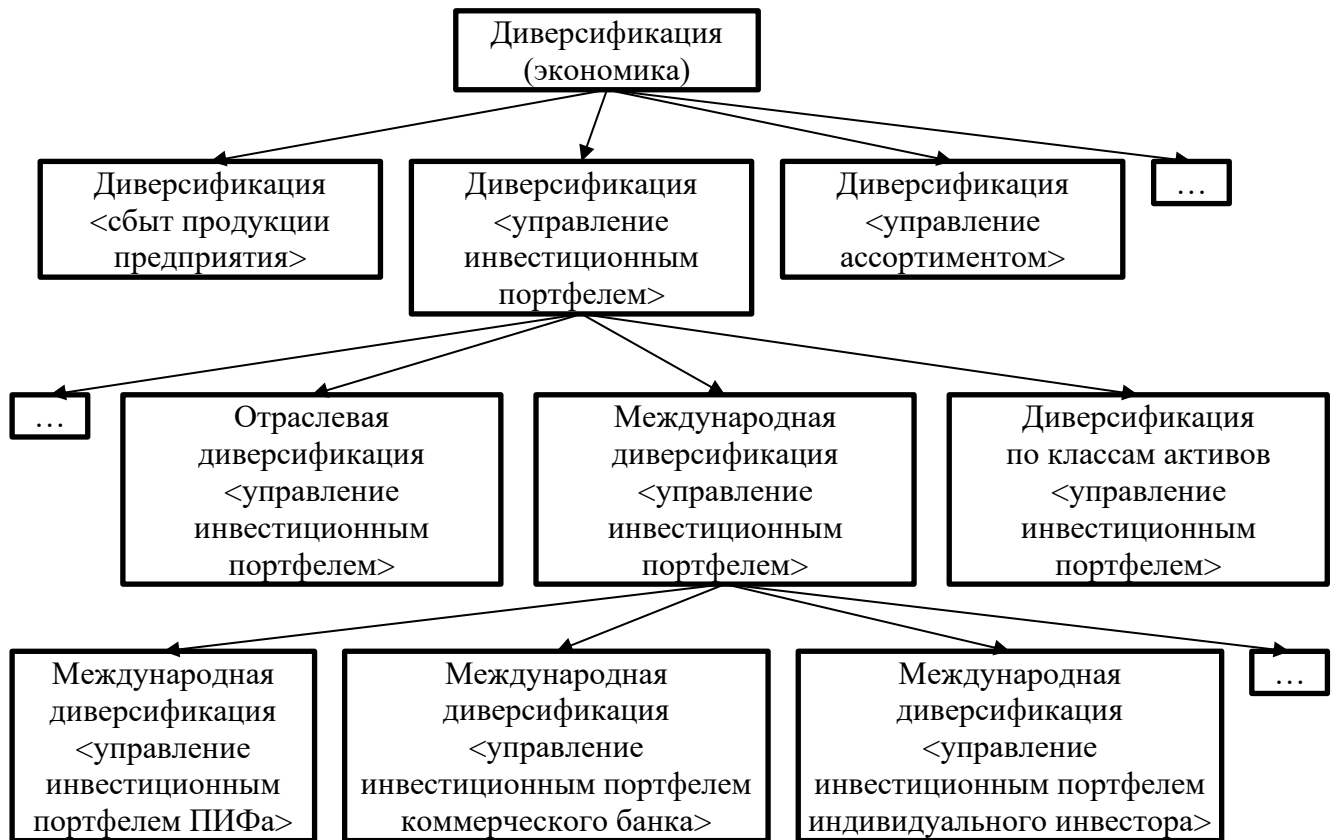 Диверсификация
(экономика)
Диверсификация
<сбыт продукции
предприятия>
Диверсификация
<управление
инвестиционным
портфелем>
Диверсификация
<управление
ассортиментом>
…
…
Отраслевая
диверсификация
<управление
инвестиционным
портфелем>
Международная
диверсификация
<управление
инвестиционным
портфелем>
Диверсификация
по классам активов
<управление
инвестиционным
портфелем>
Международная
диверсификация
<управление
инвестиционным
портфелем ПИФа>
Международная
диверсификация
<управление
инвестиционным портфелем
коммерческого банка>
Международная
диверсификация
<управление
инвестиционным портфелем
индивидуального инвестора>
…